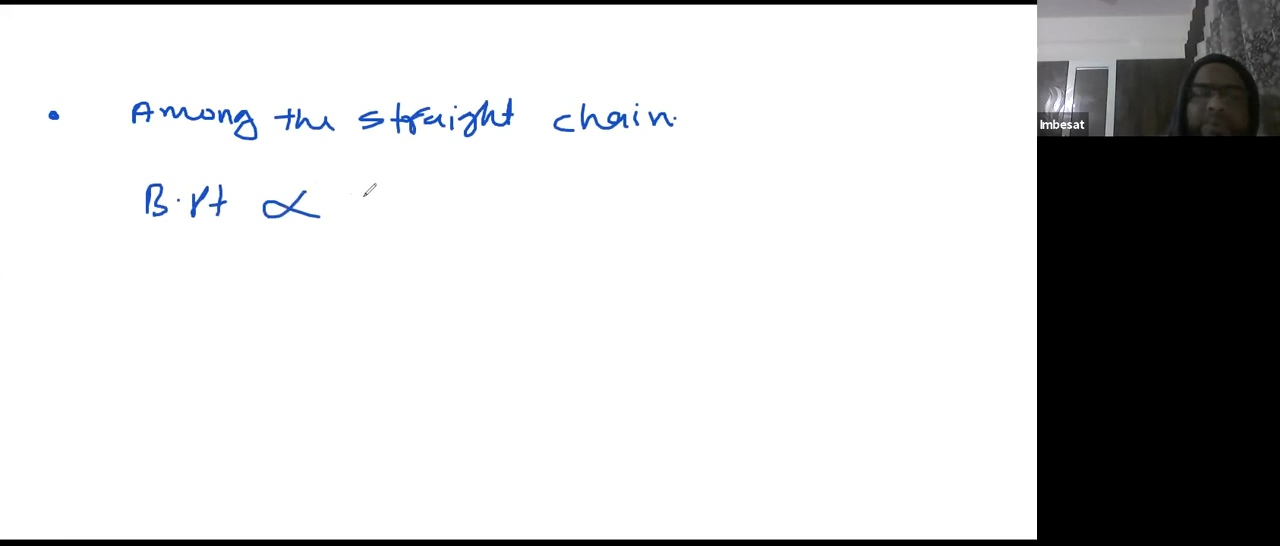 • Among the straight chain.
B.Pt ∝
Imbesat